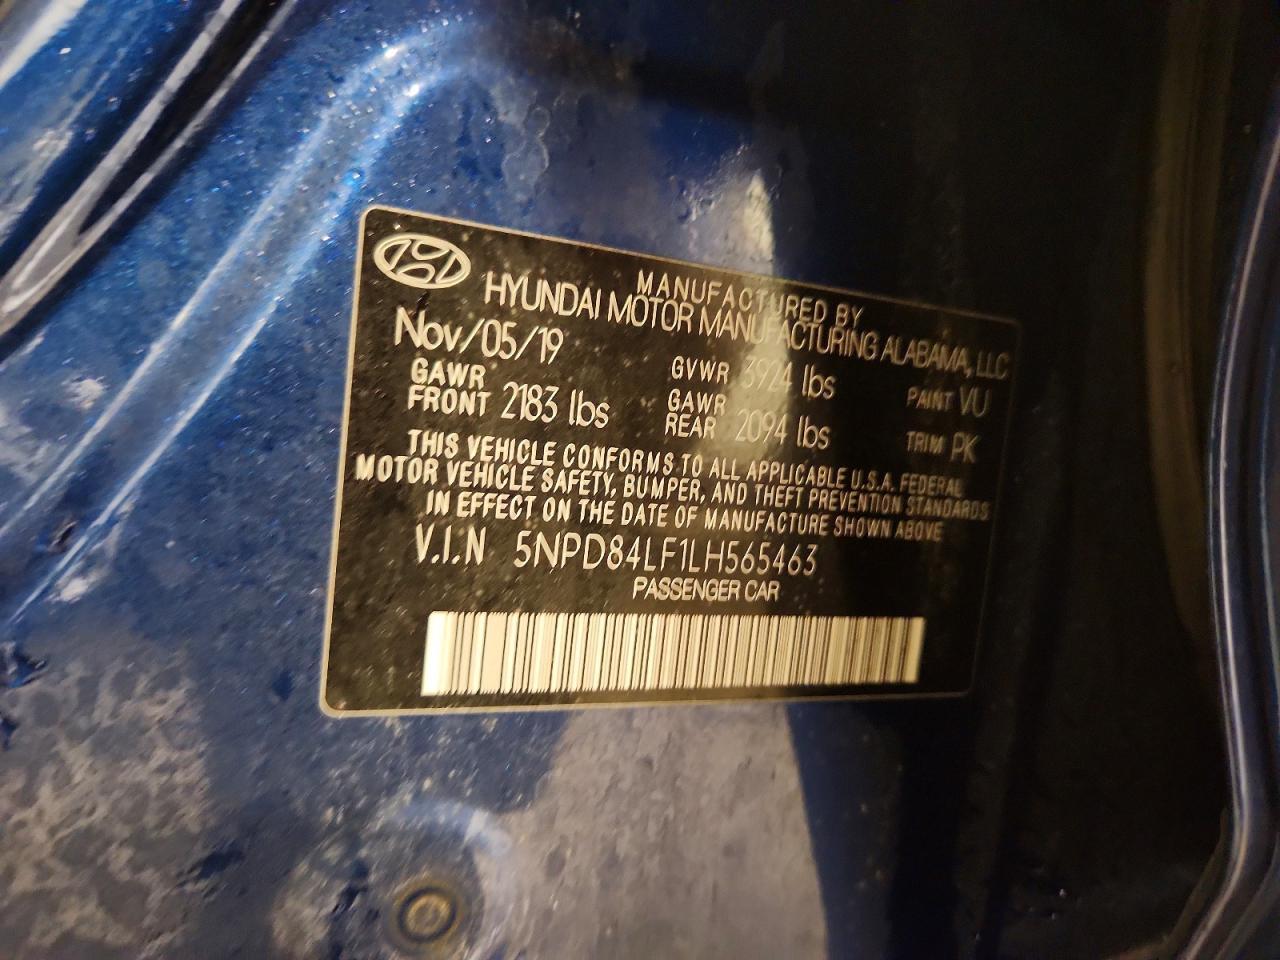 MANUFACTURED BY
HYUNDAI MOTOR MANUFACTURING ALABAMA, LLC
Nov/05/19 GVWR 3924 lbs PAINT VU
GAWR FRONT 2183 lbs GAWR REAR 2094 lbs TRIM PK
THIS VEHICLE CONFORMS TO ALL APPLICABLE U.S.A. FEDERAL
MOTOR VEHICLE SAFETY, BUMPER, AND THEFT PREVENTION STANDARDS
IN EFFECT ON THE DATE OF MANUFACTURE SHOWN ABOVE
V.I.N 5NPD84LF1LH565463
PASSENGER CAR